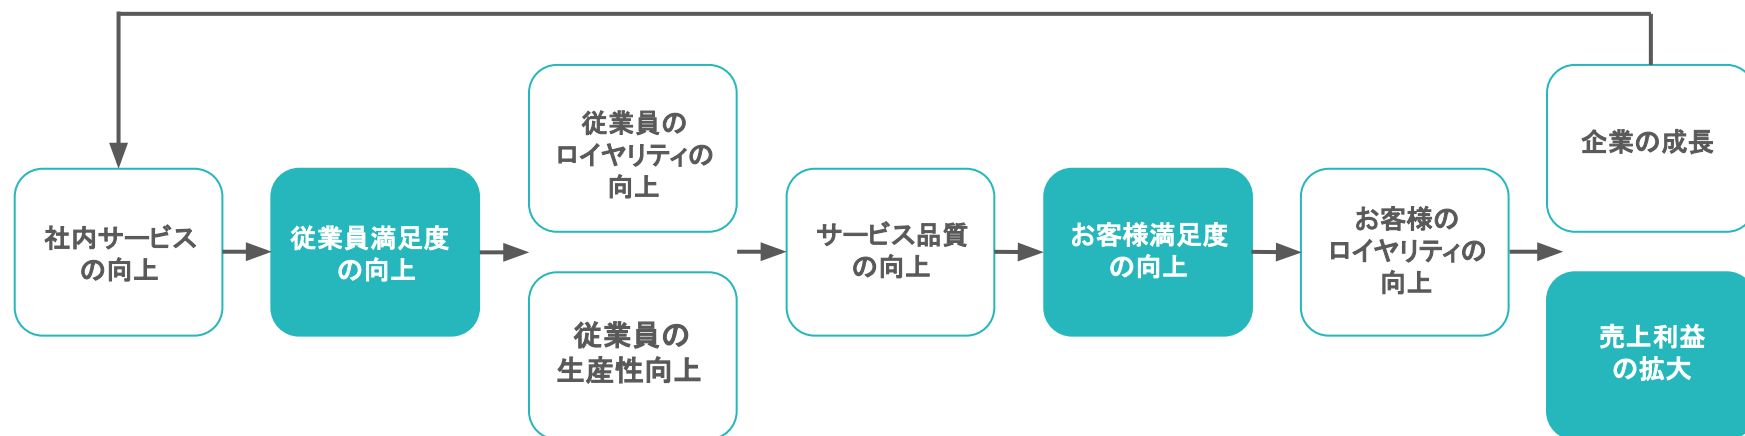 社内サービス
の向上
従業員満足度
の向上
従業員の
ロイヤリティの
向上
従業員の
生産性向上
サービス品質
の向上
お客様満足度
の向上
お客様の
ロイヤリティの
向上
企業の成長
売上利益
の拡大